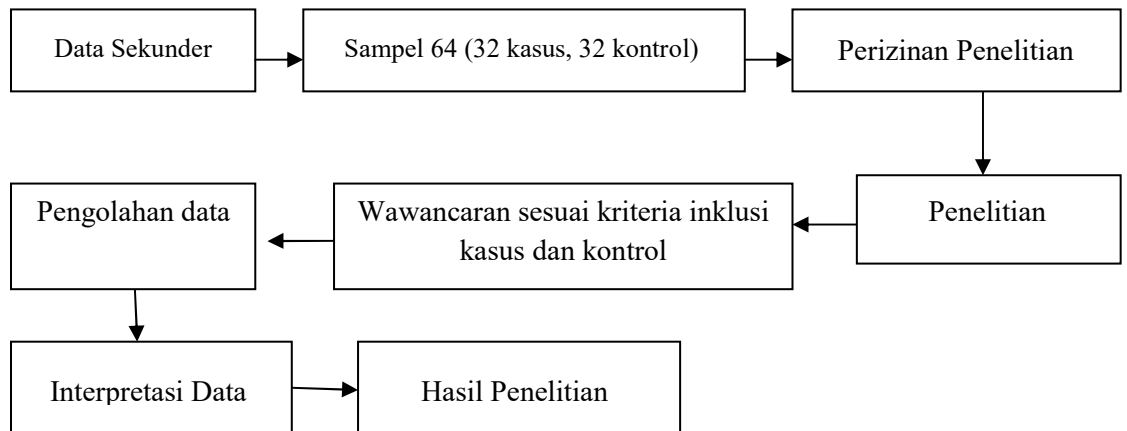 Data Sekunder
Sampel 64 (32 kasus, 32 kontrol)
Perizinan Penelitian
Penelitian
Wawancaran sesuai kriteria inklusi
kasus dan kontrol
Pengolahan data
Interpretasi Data
Hasil Penelitian